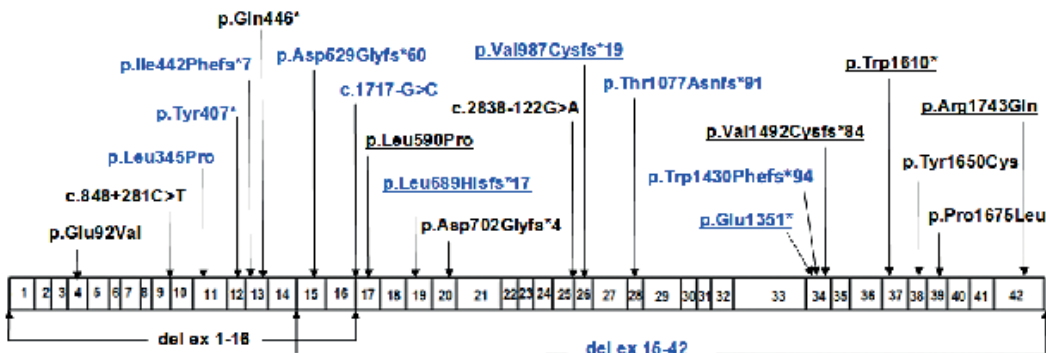 p.Gln446*
p.Ile442Phefs*7
p.Asp529Glyfs*60
p.Val987Cysfs*19
p.Trp1610*
c.1717-G>C
p.Thr1077Asnfs*91
p.Tyr407*
c.2838-122G>A
p.Arg1743Gln
p.Leu345Pro
p.Leu590Pro
p.Val1492Cysfs*84
p.Tyr1650Cys
c.848+281C>T
p.Leu689Hisfs*17
p.Trp1430Phefs*94
p.Glu92Val
p.Asp702Glyfs*4
p.Glu1351*
p.Pro1675Leu
1 2 3 4 5 6 7 8 9 10 11 12 13 14 15 16 17 18 19 20 21 22 23 24 25 26 27 28 29 30 31 32 33 34 35 36 37 38 39 40 41 42
del ex 1-16
del ex 15-42